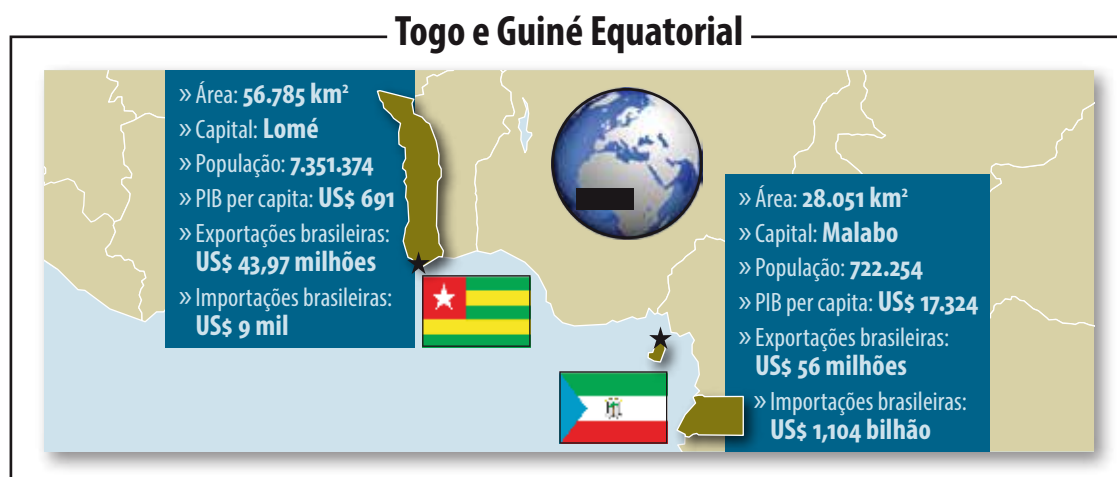 Togo e Guiné Equatorial
» Área: 56.785 km²
» Capital: Lomé
» População: 7.351.374
» PIB per capita: US$ 691
» Exportações brasileiras:
US$ 43,97 milhões
» Importações brasileiras:
US$ 9 mil
» Área: 28.051 km²
» Capital: Malabo
» População: 722.254
» PIB per capita: US$ 17.324
» Exportações brasileiras:
US$ 56 milhões
» Importações brasileiras:
US$ 1,104 bilhão